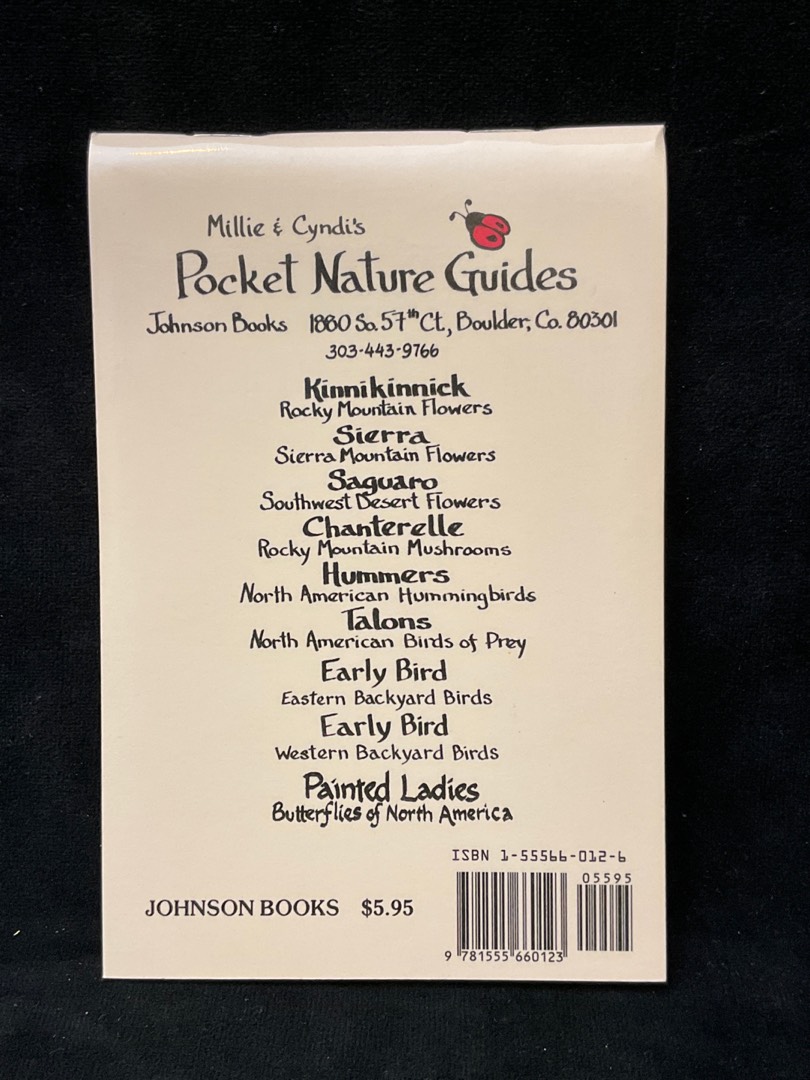 Millie & Cyndi's
Pocket Nature Guides
Johnson Books 1880 So. 57th Ct., Boulder, Co. 80301
303-443-9766
Kinnikinnick
Rocky Mountain Flowers
Sierra
Sierra Mountain Flowers
Saguaro
Southwest Desert Flowers
Chanterelle
Rocky Mountain Mushrooms
Hummers
North American Hummingbirds
Talons
North American Birds of Prey
Early Bird
Eastern Backyard Birds
Early Bird
Western Backyard Birds
Painted Ladies
Butterflies of North America
ISBN 1-55566-012-6
05595
JOHNSON BOOKS $5.95
9 781555 660123